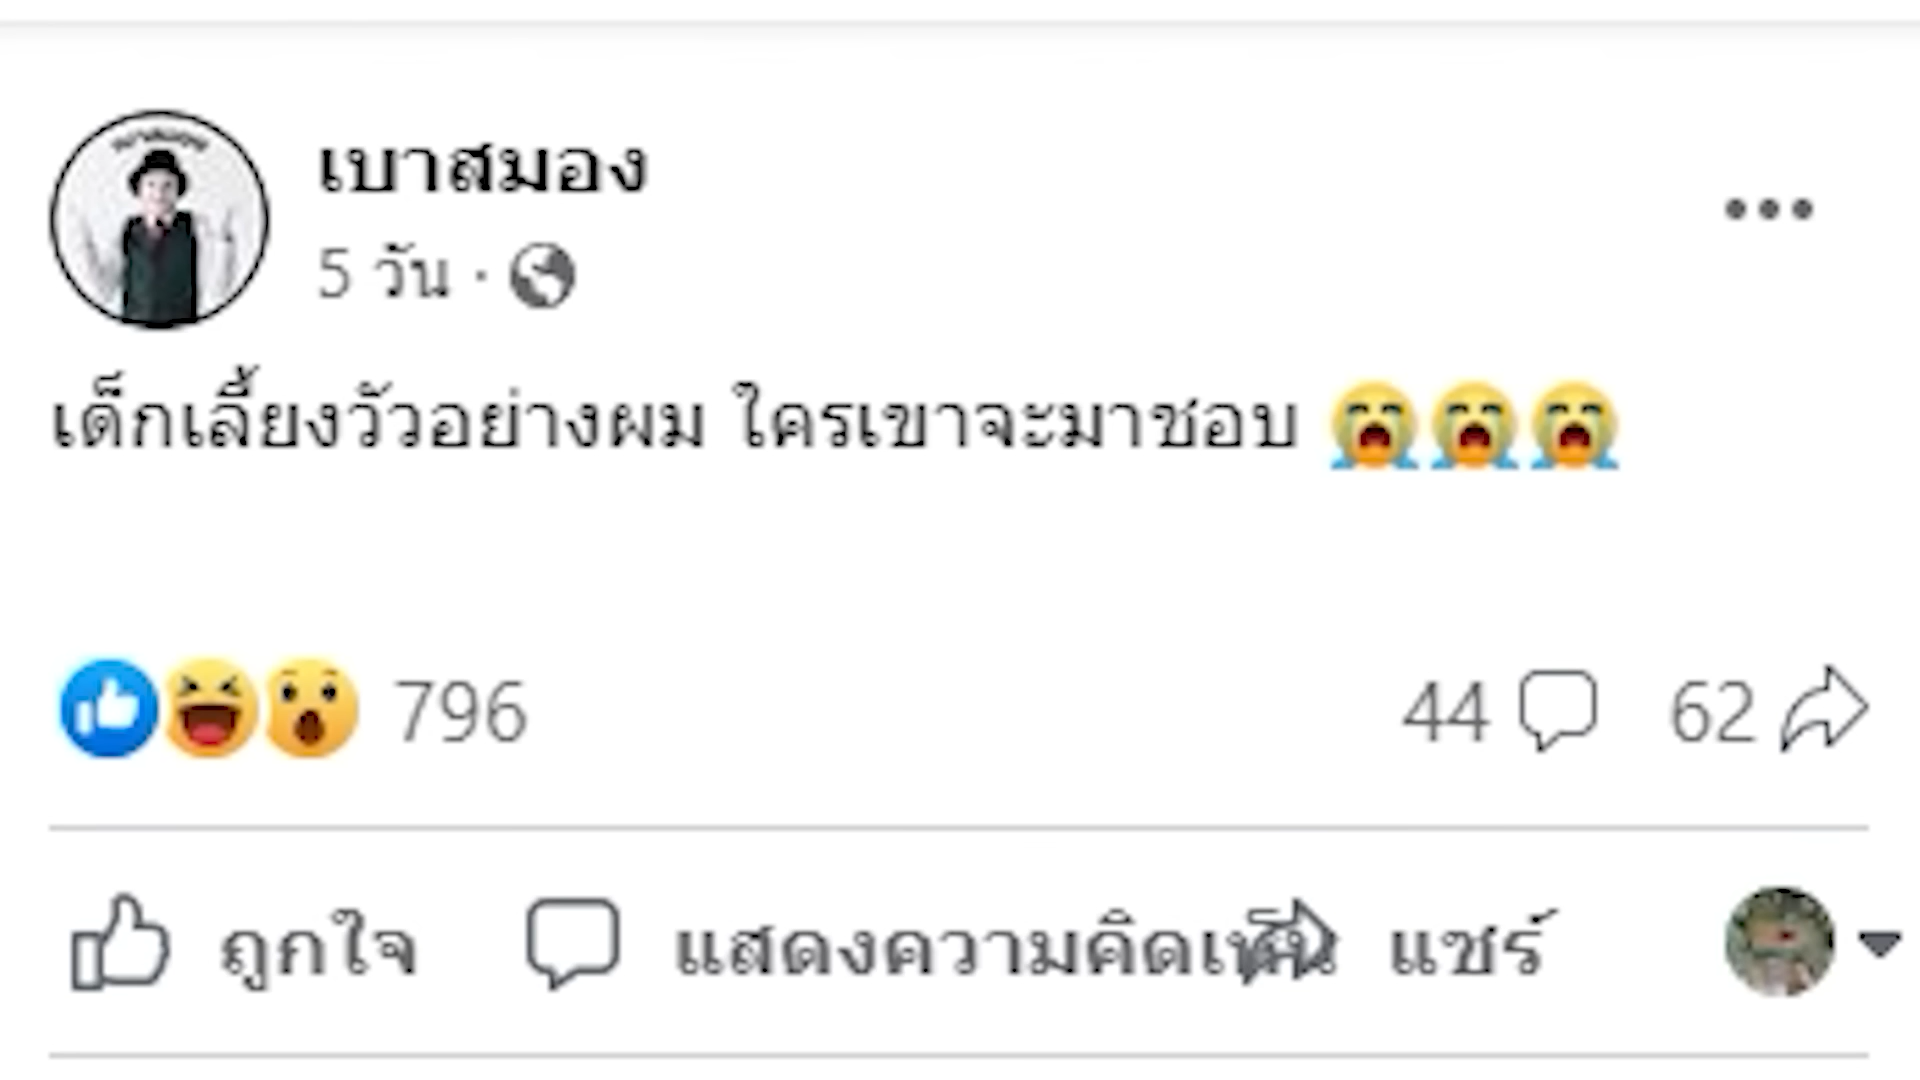 เบาสมอง
5 วัน ·
เด็กเลี้ยงวัวอย่างผม ใครเขาจะมาชอบ 😭😭😭
796
44 62
ถูกใจ แสดงความคิดเห็น แชร์